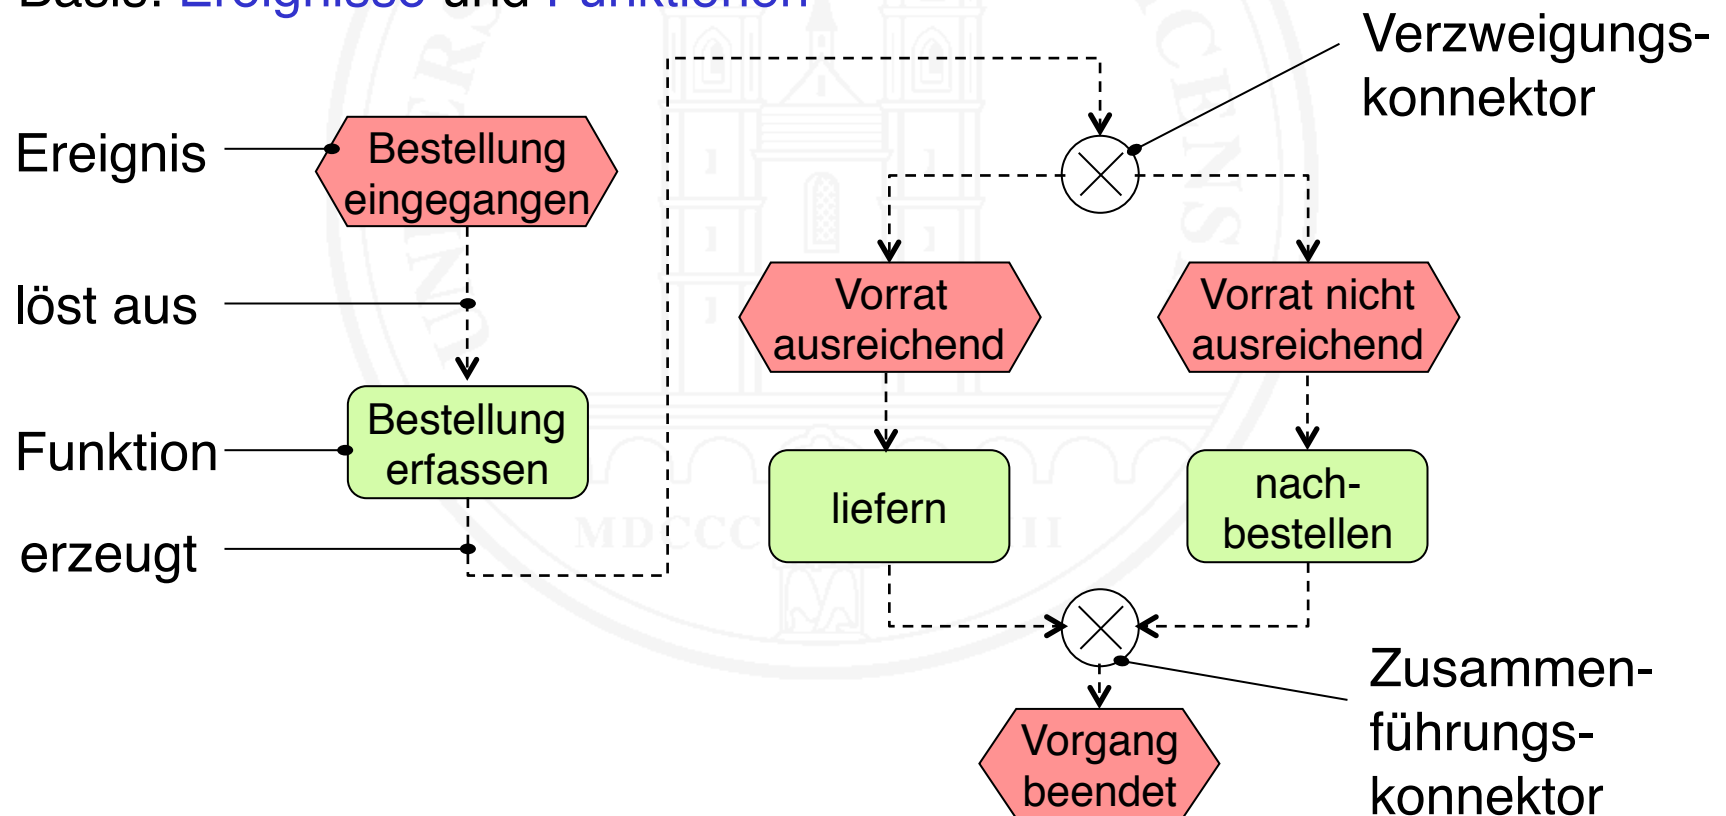 Basis: Ereignisse und Funktionen
Ereignis
Bestellung
eingegangen
löst aus
Funktion
Bestellung
erfassen
erzeugt
Verzweigungs-
konnektor
Vorrat
ausreichend
Vorrat nicht
ausreichend
liefern
nach-
bestellen
Zusammen-
führungs-
konnektor
Vorgang
beendet